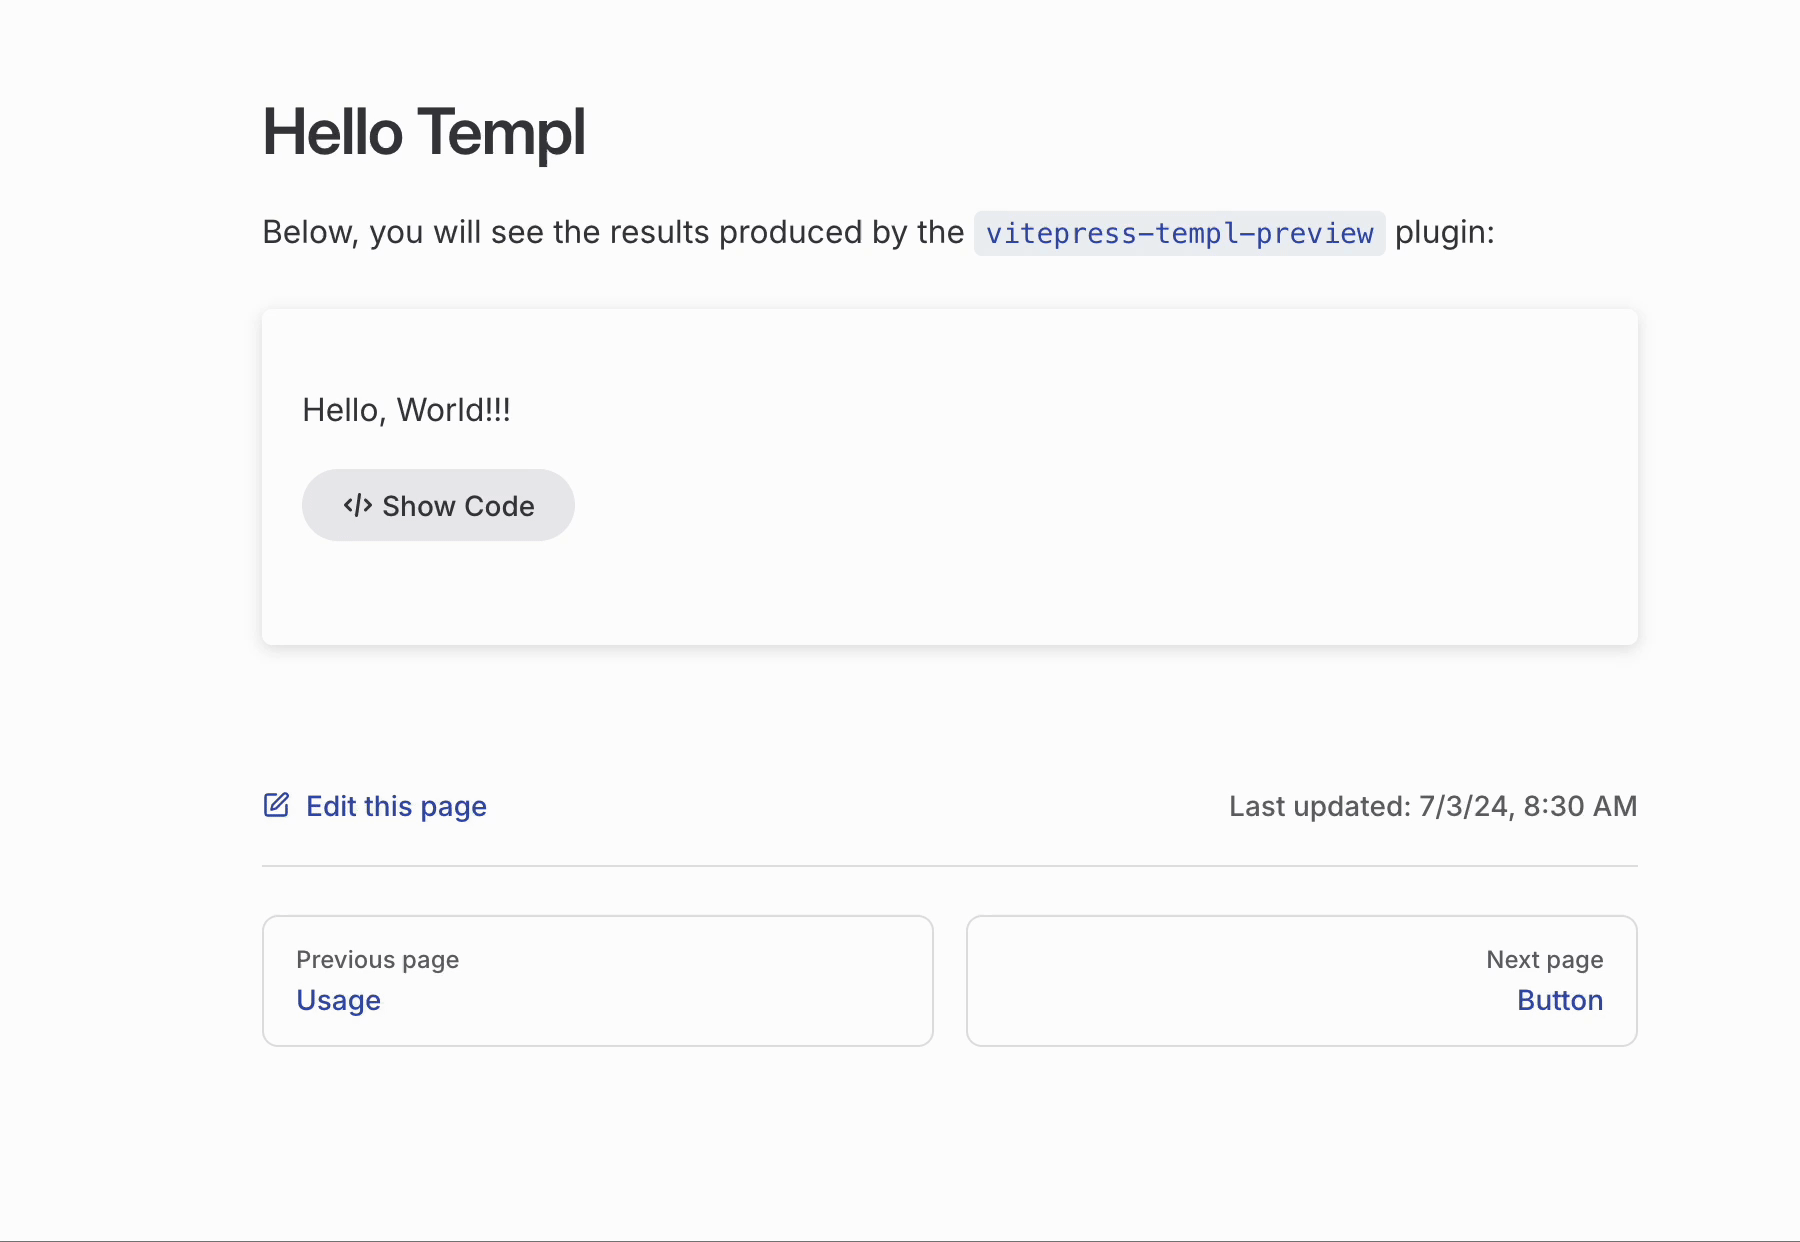 Hello Templ
Below, you will see the results produced by the vitepress-templ-preview plugin:
Hello, World!!!
</> Show Code
Edit this page
Last updated: 7/3/24, 8:30 AM
Previous page
Usage
Next page
Button